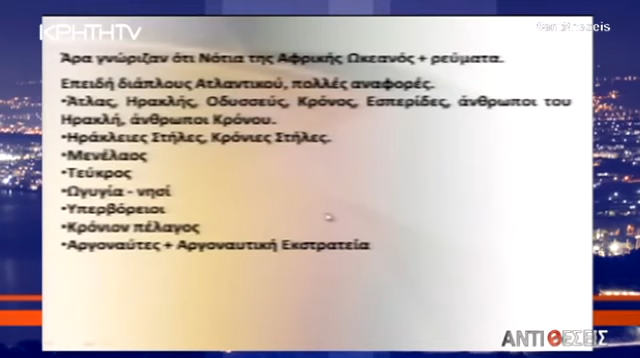 ΚΡΗΤΗTV
Άρα γνώριζαν ότι Νότια της Αφρικής Ωκεανός + ρεύματα.
Επειδή διάπλους Ατλαντικού, πολλές αναφορές.
•Άτλας, Ηρακλής, Οδυσσεύς, Κρόνος, Εσπερίδες, άνθρωποι του
Ηρακλή, άνθρωποι Κρόνου.
•Ηράκλειες Στήλες, Κρόνιες Στήλες.
•Μενέλαος
•Τεύκρος
•Ωγυγία - νησί
•Υπερβόρειοι
•Κρόνιον πέλαγος
•Αργοναύτες + Αργοναυτική Εκστρατεία
ΑΝΤΙΘΕΣΕΙΣ